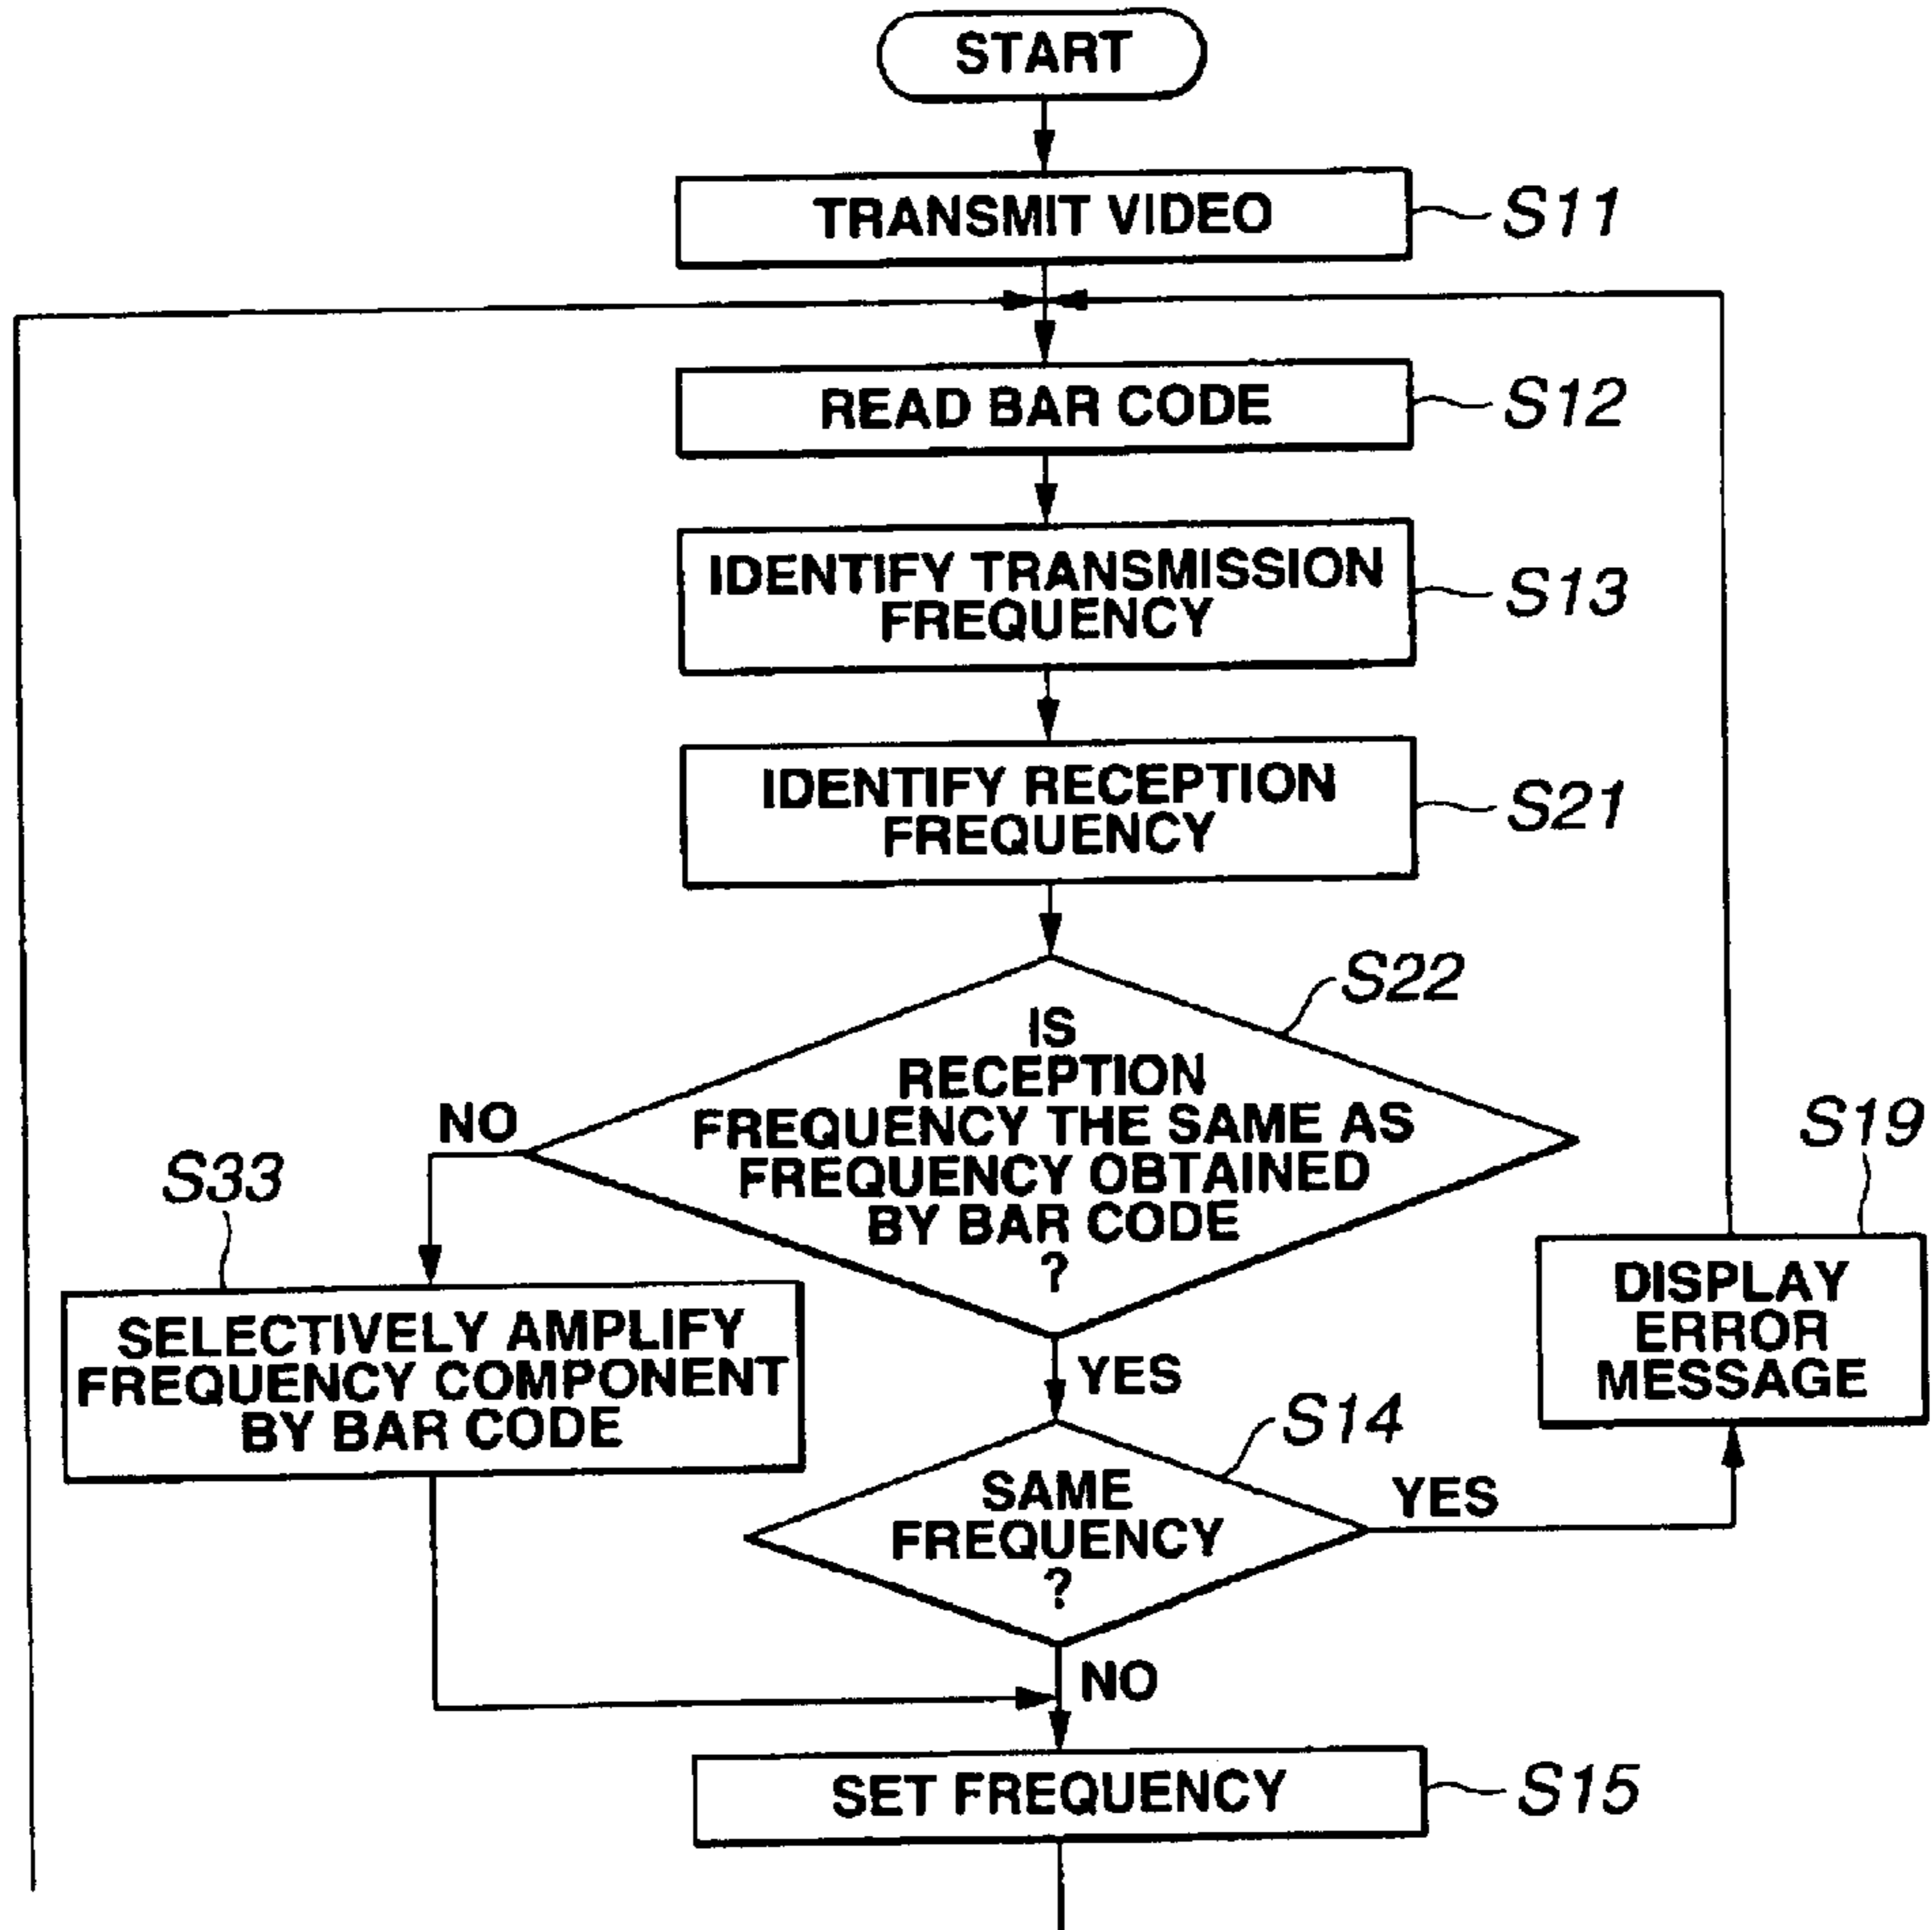 START
TRANSMIT VIDEO
S11
READ BAR CODE
S12
IDENTIFY TRANSMISSION
FREQUENCY
S13
IDENTIFY RECEPTION
FREQUENCY
S21
S22
IS
RECEPTION
FREQUENCY THE SAME AS
FREQUENCY OBTAINED
BY BAR CODE
?
NO
S33
SELECTIVELY AMPLIFY
FREQUENCY COMPONENT
BY BAR CODE
YES
S14
SAME
FREQUENCY
?
YES
S19
DISPLAY
ERROR
MESSAGE
NO
SET FREQUENCY
S15